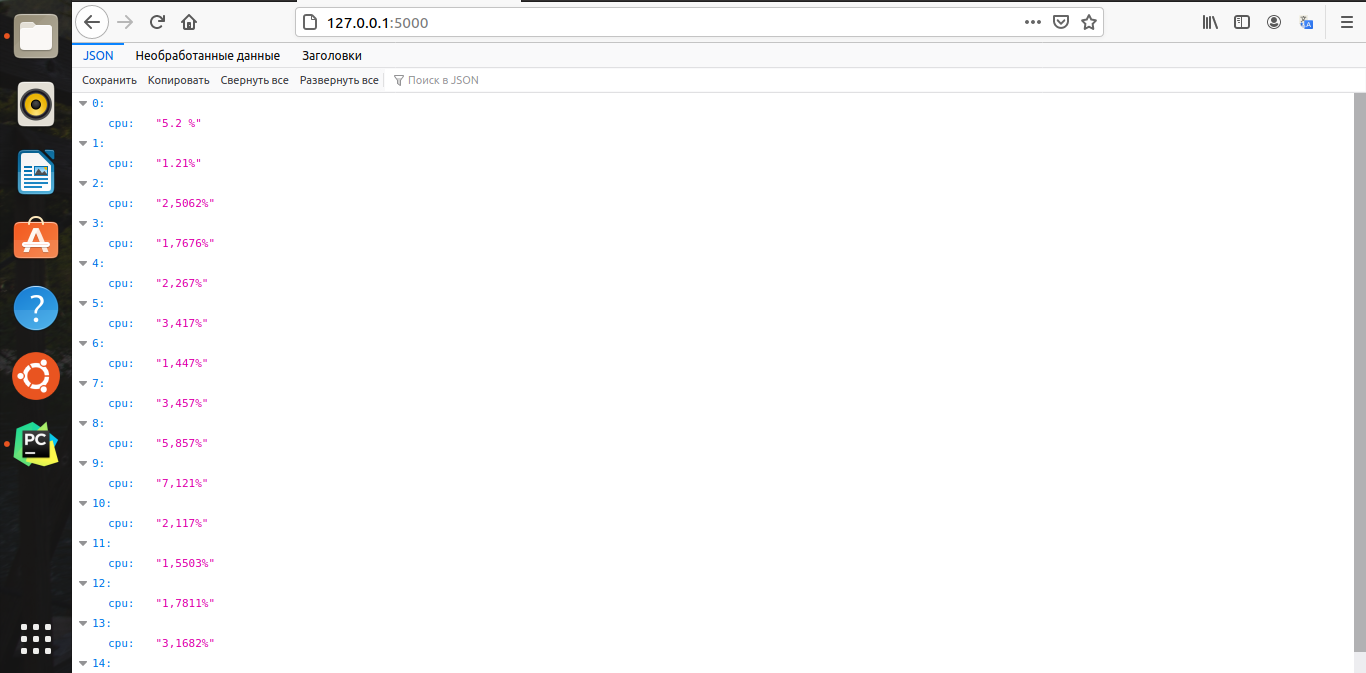 127.0.0.1:5000
JSON Необработанные данные Заголовки
Сохранить Копировать Свернуть все Развернуть все Поиск в JSON
0:
cpu: "5.2 %"
1:
cpu: "1.21%"
2:
cpu: "2,5062%"
3:
cpu: "1,7676%"
4:
cpu: "2,267%"
5:
cpu: "3,417%"
6:
cpu: "1,447%"
7:
cpu: "3,457%"
8:
cpu: "5,857%"
9:
cpu: "7,121%"
10:
cpu: "2,117%"
11:
cpu: "1,5503%"
12:
cpu: "1,7811%"
13:
cpu: "3,1682%"
14:
?
PC